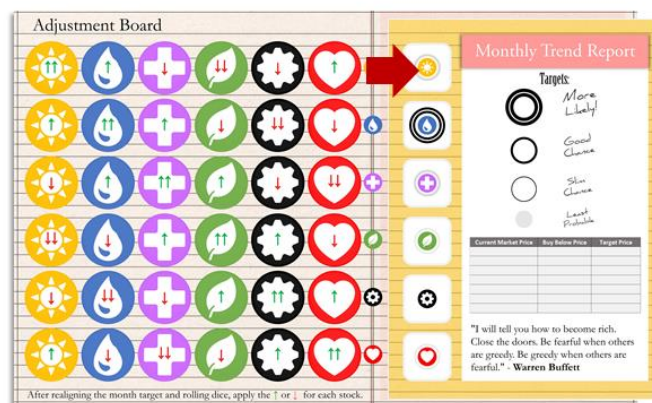 Adjustment Board
After realigning the month target and rolling dice, apply the ↑ or ↓ for each stock.
Monthly Trend Report
Targets:
More
Likely!
Good
Chance
Slim
Chance
Least
Probable
Current Market Price Buy Below Price Target Price
"I will tell you how to become rich.
Close the doors. Be fearful when others
are greedy. Be greedy when others are
fearful." - Warren Buffett